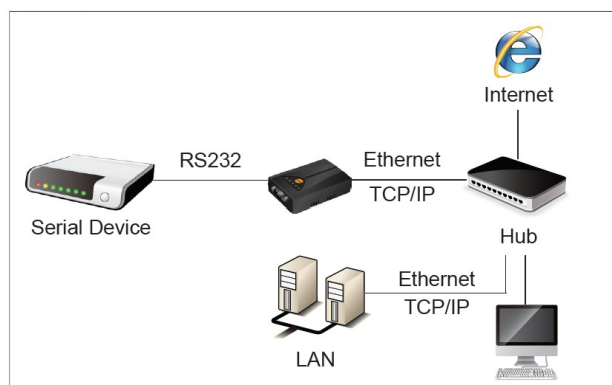 Internet
RS232
Ethernet
TCP/IP
Serial Device
Hub
Ethernet
TCP/IP
LAN